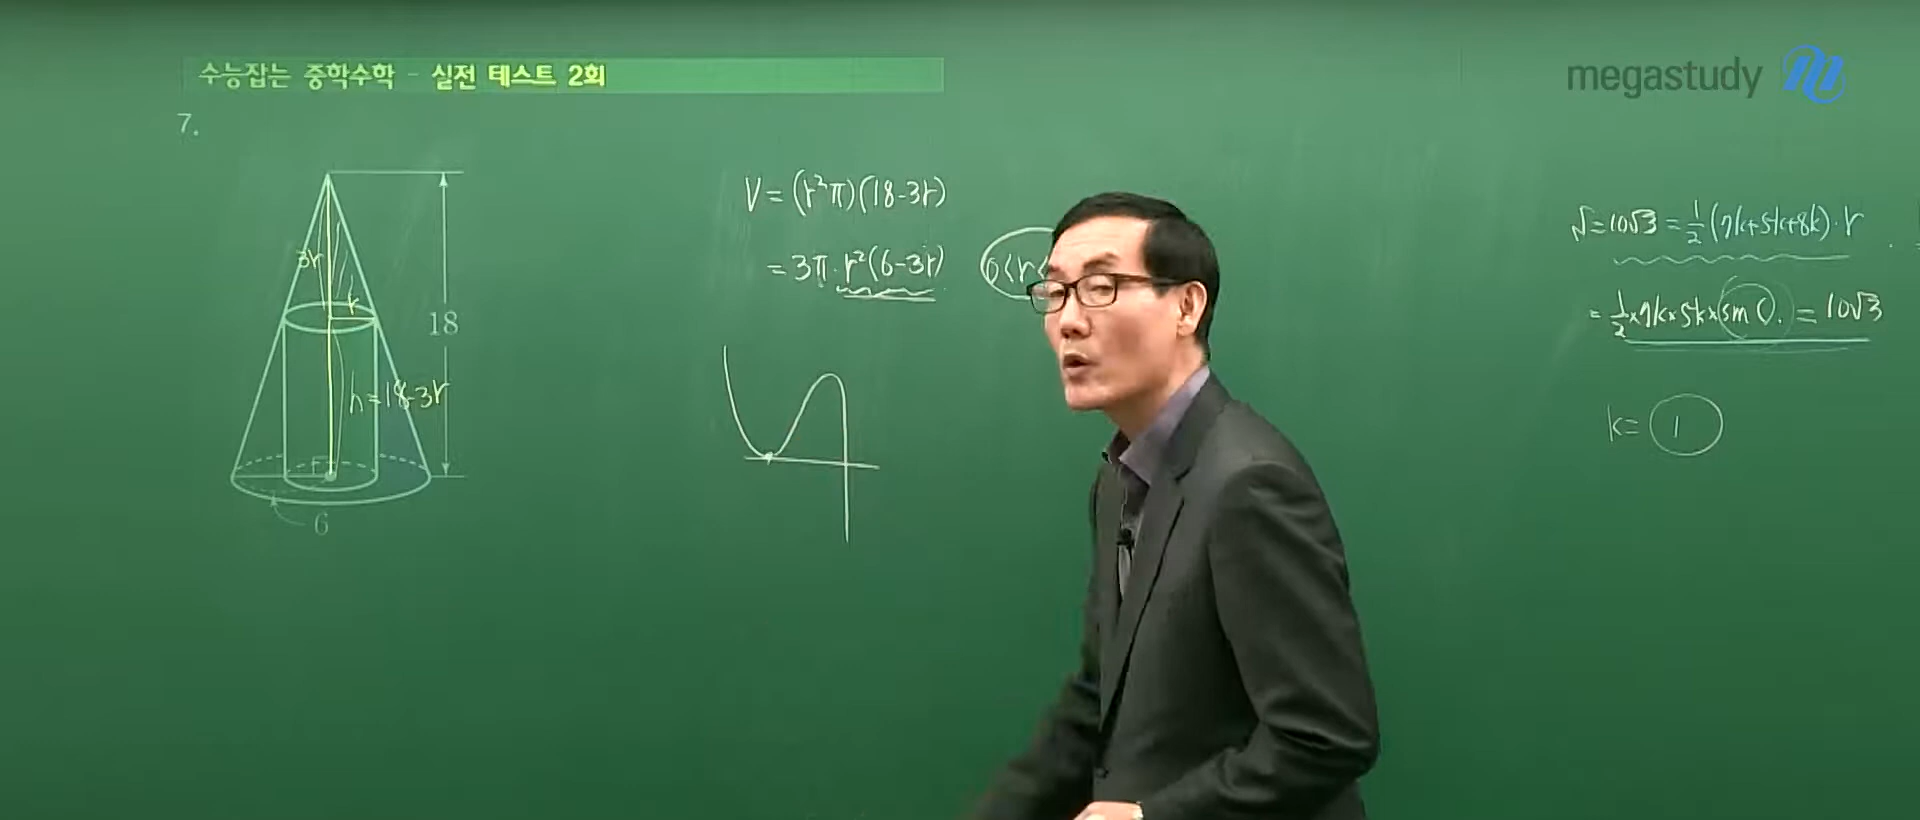 수능잡는 중학수학 - 실전 테스트 2회
megastudy
7.
3r
r
18
h=18-3r
6
V=(r²π)(18-3r)
=3π·r²(6-3r)
0<r<
S=10√3=½(7k+5k+8k)·r
=½×7k×5k×sin C.=10√3
k=1